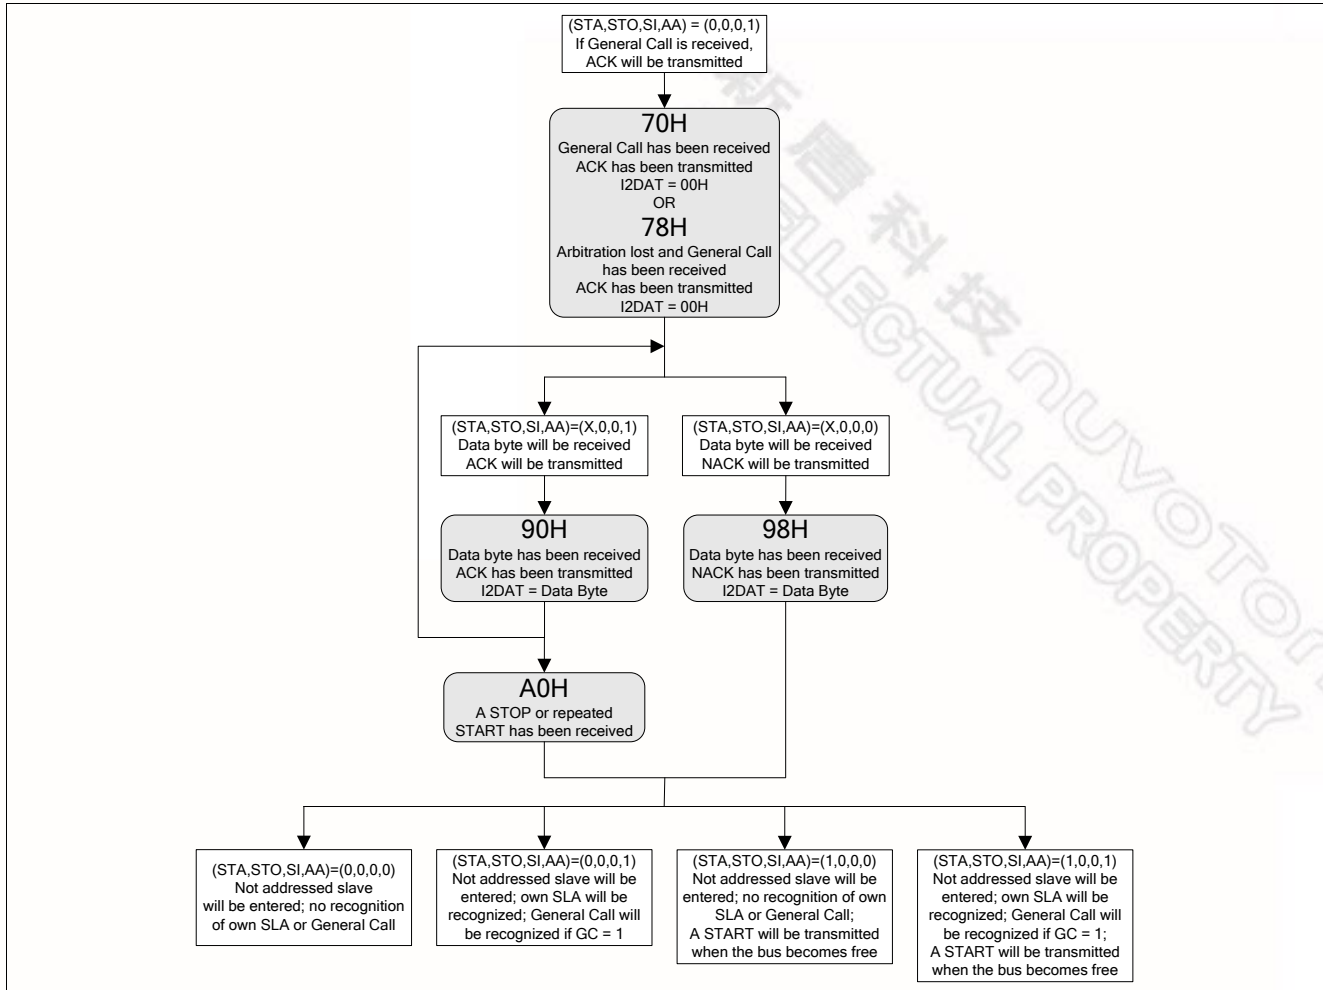 (STA,STO,SI,AA) = (0,0,0,1)
If General Call is received,
ACK will be transmitted
70H
General Call has been received
ACK has been transmitted
I2DAT = 00H
OR
78H
Arbitration lost and General Call
has been received
ACK has been transmitted
I2DAT = 00H
(STA,STO,SI,AA)=(X,0,0,1)
Data byte will be received
ACK will be transmitted
(STA,STO,SI,AA)=(X,0,0,0)
Data byte will be received
NACK will be transmitted
90H
Data byte has been received
ACK has been transmitted
I2DAT = Data Byte
98H
Data byte has been received
NACK has been transmitted
I2DAT = Data Byte
A0H
A STOP or repeated
START has been received
(STA,STO,SI,AA)=(0,0,0,0)
Not addressed slave
will be entered; no recognition
of own SLA or General Call
(STA,STO,SI,AA)=(0,0,0,1)
Not addressed slave will be
entered; own SLA will be
recognized; General Call will
be recognized if GC = 1
(STA,STO,SI,AA)=(1,0,0,0)
Not addressed slave will be
entered; no recognition of own
SLA or General Call;
A START will be transmitted
when the bus becomes free
(STA,STO,SI,AA)=(1,0,0,1)
Not addressed slave will be
entered; own SLA will be
recognized; General Call will
be recognized if GC = 1;
A START will be transmitted
when the bus becomes free
新唐科技 nuvoTon
ELLECTUAL PROPERTY